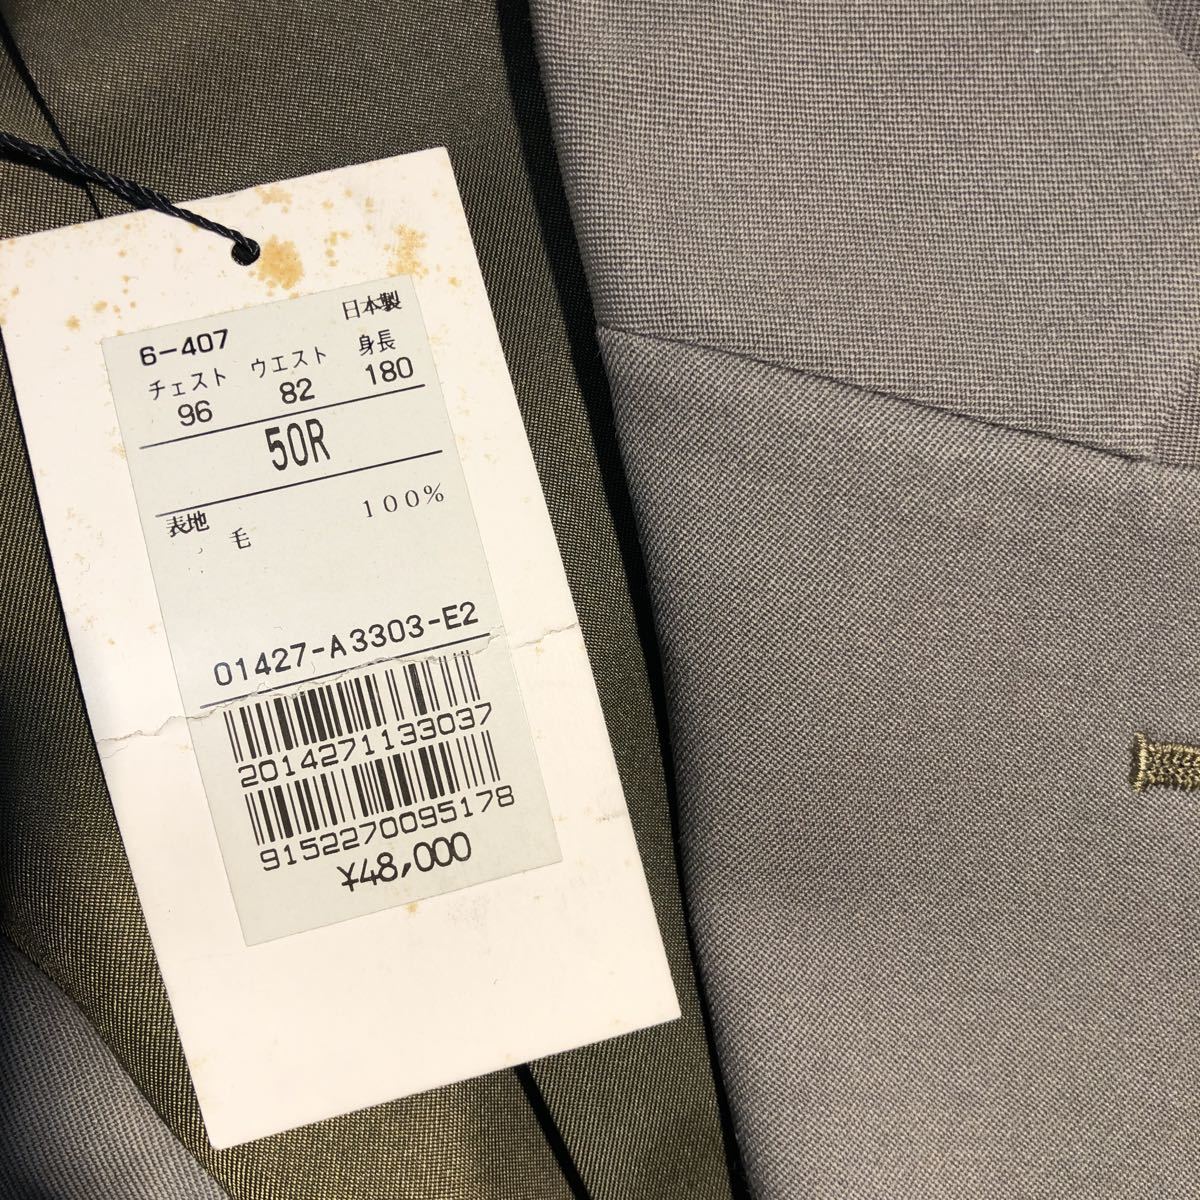 日本製
6-407
チェスト ウエスト 身長
96 82 180
50R
表地 毛 100%
01427-A3303-E2
2014271133037
9152270095178
¥48,000